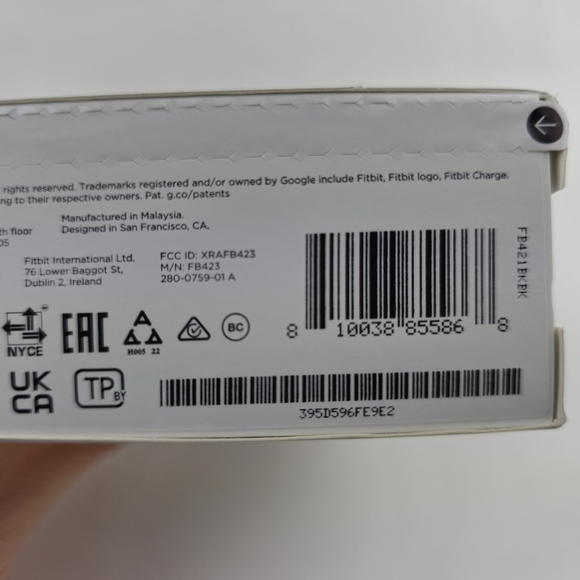 rights reserved. Trademarks registered and/or owned by Google include Fitbit, Fitbit logo, Fitbit Charge.
to their respective owners. Pat. g.co/patents
floor
05
Manufactured in Malaysia.
Designed in San Francisco, CA.
Fitbit International Ltd.
76 Lower Baggot St,
Dublin 2, Ireland
FCC ID: XRAFB423
M/N: FB423
280-0759-01 A
FB421BKBK
8 10038 85586 8
NYCE
EAC
H005 22
BC
UK
CA
TP BY
395D596FE9E2